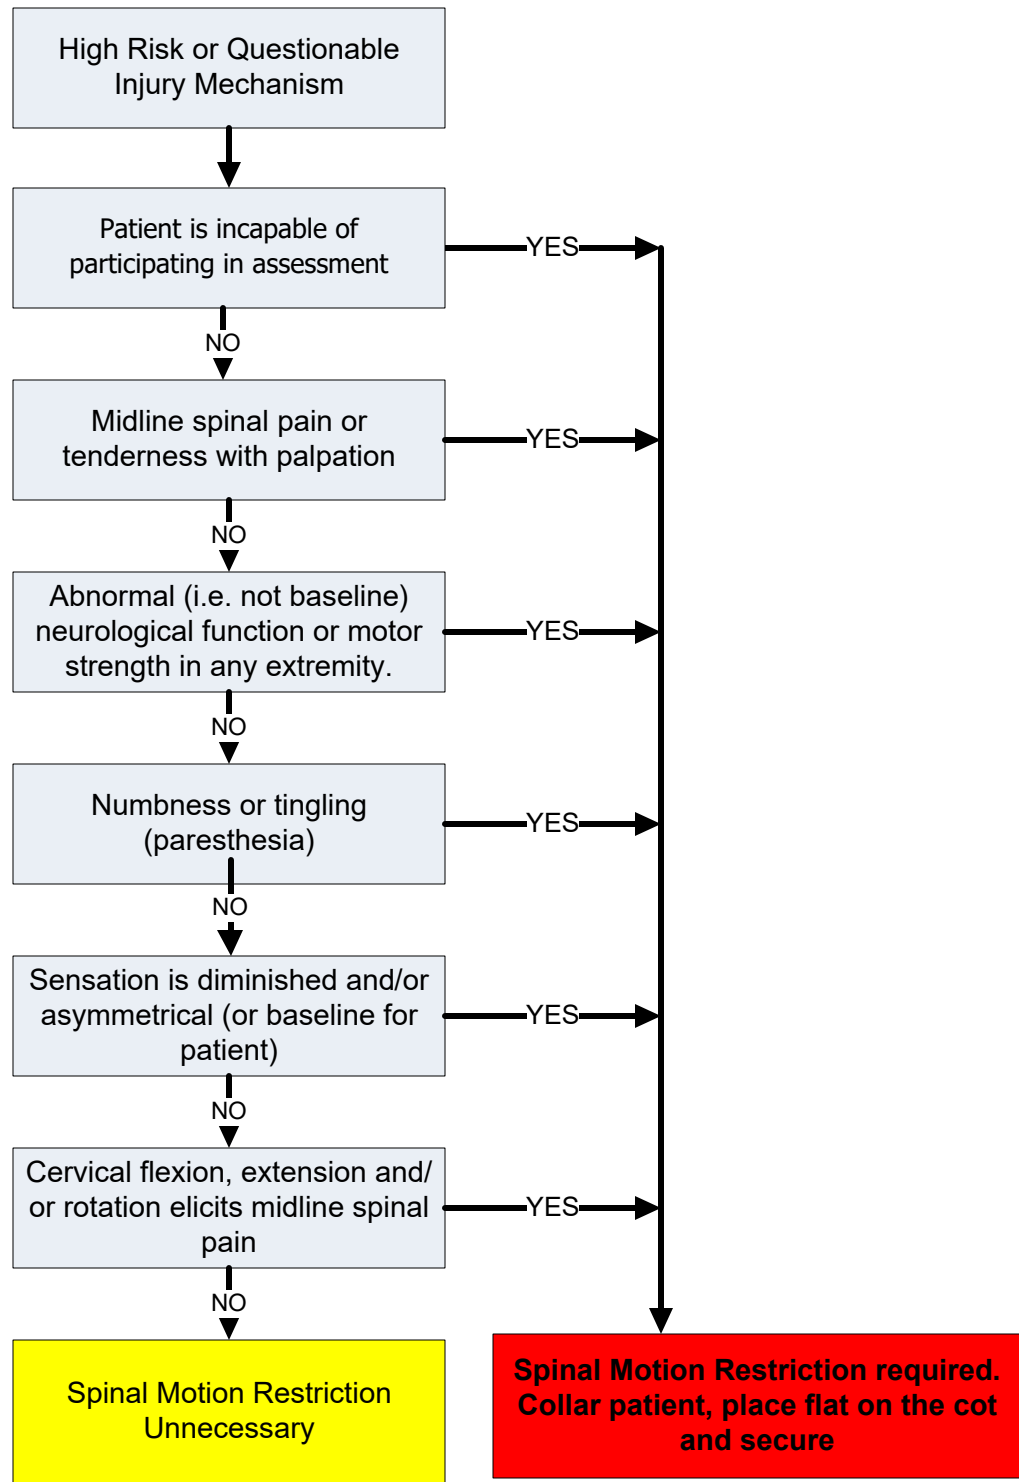 High Risk or Questionable
Injury Mechanism
Patient is incapable of
participating in assessment
YES
NO
Midline spinal pain or
tenderness with palpation
YES
NO
Abnormal (i.e. not baseline)
neurological function or motor
strength in any extremity.
YES
NO
Numbness or tingling
(paresthesia)
YES
NO
Sensation is diminished and/or
asymmetrical (or baseline for
patient)
YES
NO
Cervical flexion, extension and/
or rotation elicits midline spinal
pain
YES
NO
Spinal Motion Restriction
Unnecessary
Spinal Motion Restriction required.
Collar patient, place flat on the cot
and secure